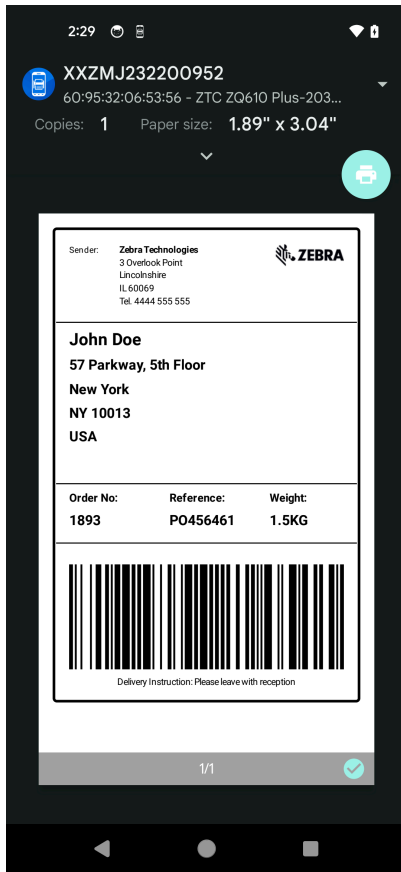 2:29
XXZMJ232200952
60:95:32:06:53:56 - ZTC ZQ610 Plus-203...
Copies: 1 Paper size: 1.89" x 3.04"
Sender: Zebra Technologies
ZEBRA
3 Overlook Point
Lincolnshire
IL60069
Tel. 4444 555 555
John Doe
57 Parkway, 5th Floor
New York
NY 10013
USA
Order No: Reference: Weight:
1893 PO456461 1.5KG
Delivery Instruction: Please leave with reception
1/1